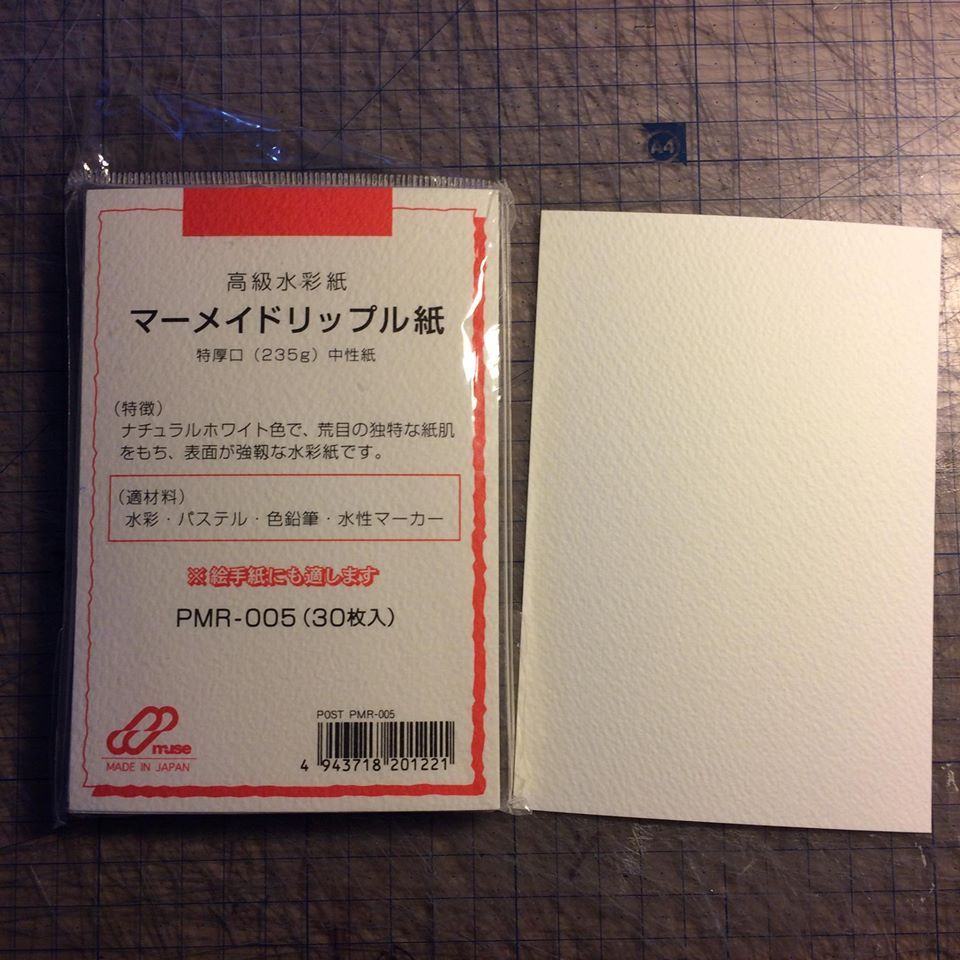 A4
高級水彩紙
マーメイドリップル紙
特厚口（235g）中性紙
（特徴）
ナチュラルホワイト色で、荒目の独特な紙肌
をもち、表面が強靱な水彩紙です。
（適材料）
水彩・パステル・色鉛筆・水性マーカー
※絵手紙にも適します
PMR-005（30枚入）
muse
MADE IN JAPAN
POST PMR-005
4 943718 201221